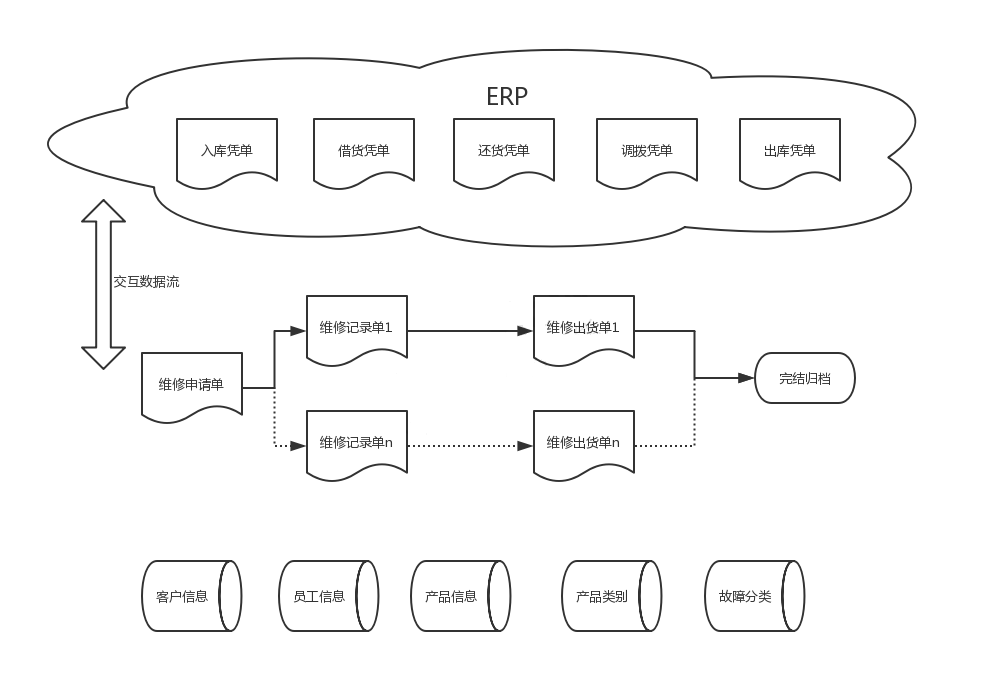 ERP
入库凭单
借货凭单
还货凭单
调拨凭单
出库凭单
交互数据流
维修记录单1
维修出货单1
维修申请单
完结归档
维修记录单n
维修出货单n
客户信息
员工信息
产品信息
产品类别
故障分类